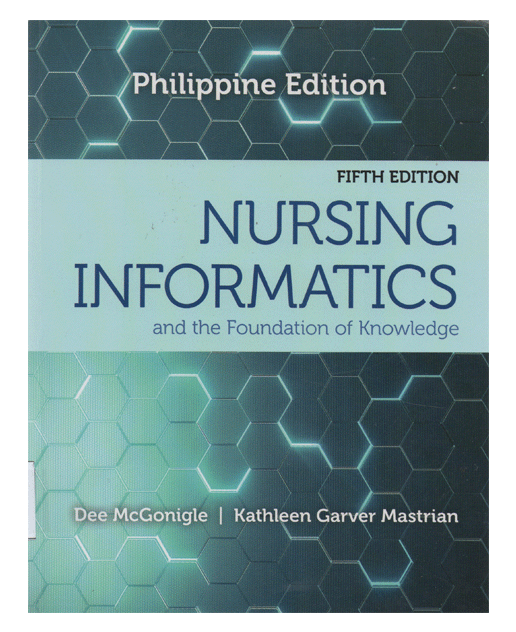 Philippine Edition
FIFTH EDITION
NURSING
INFORMATICS
and the Foundation of Knowledge
Dee McGonigle | Kathleen Garver Mastrian